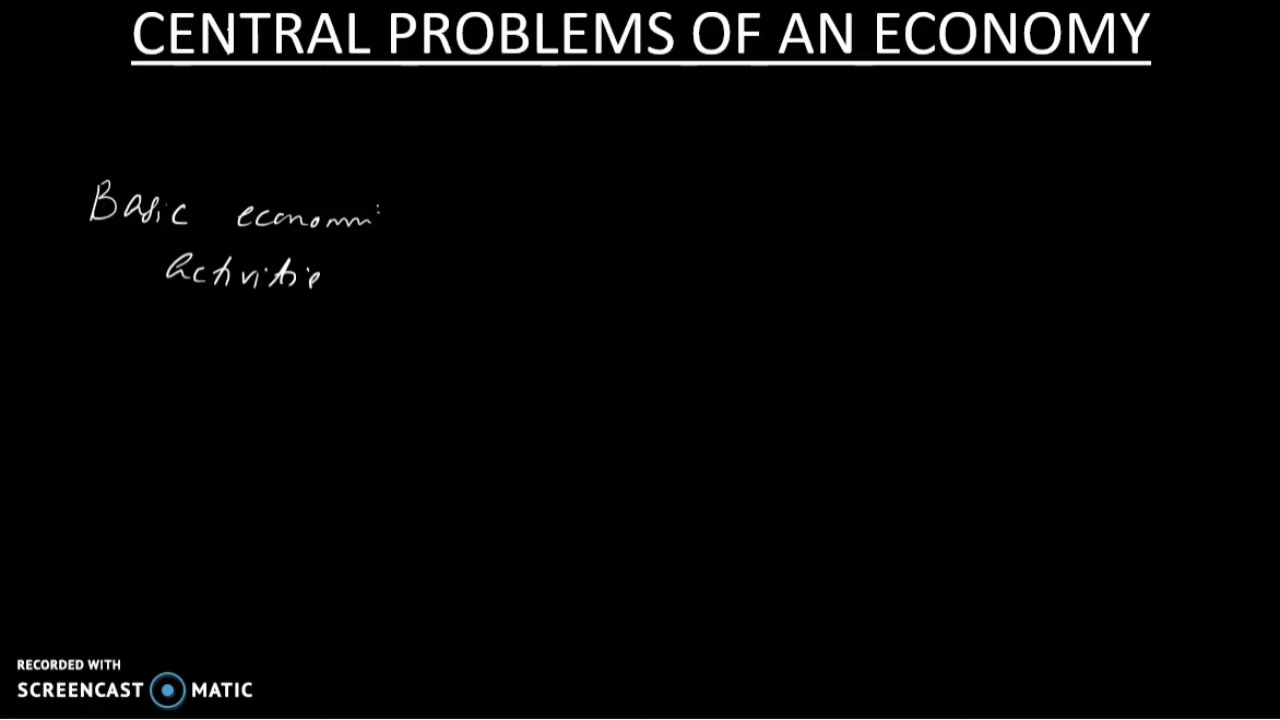 CENTRAL PROBLEMS OF AN ECONOMY
Basic economi
activitie
RECORDED WITH
SCREENCAST MATIC